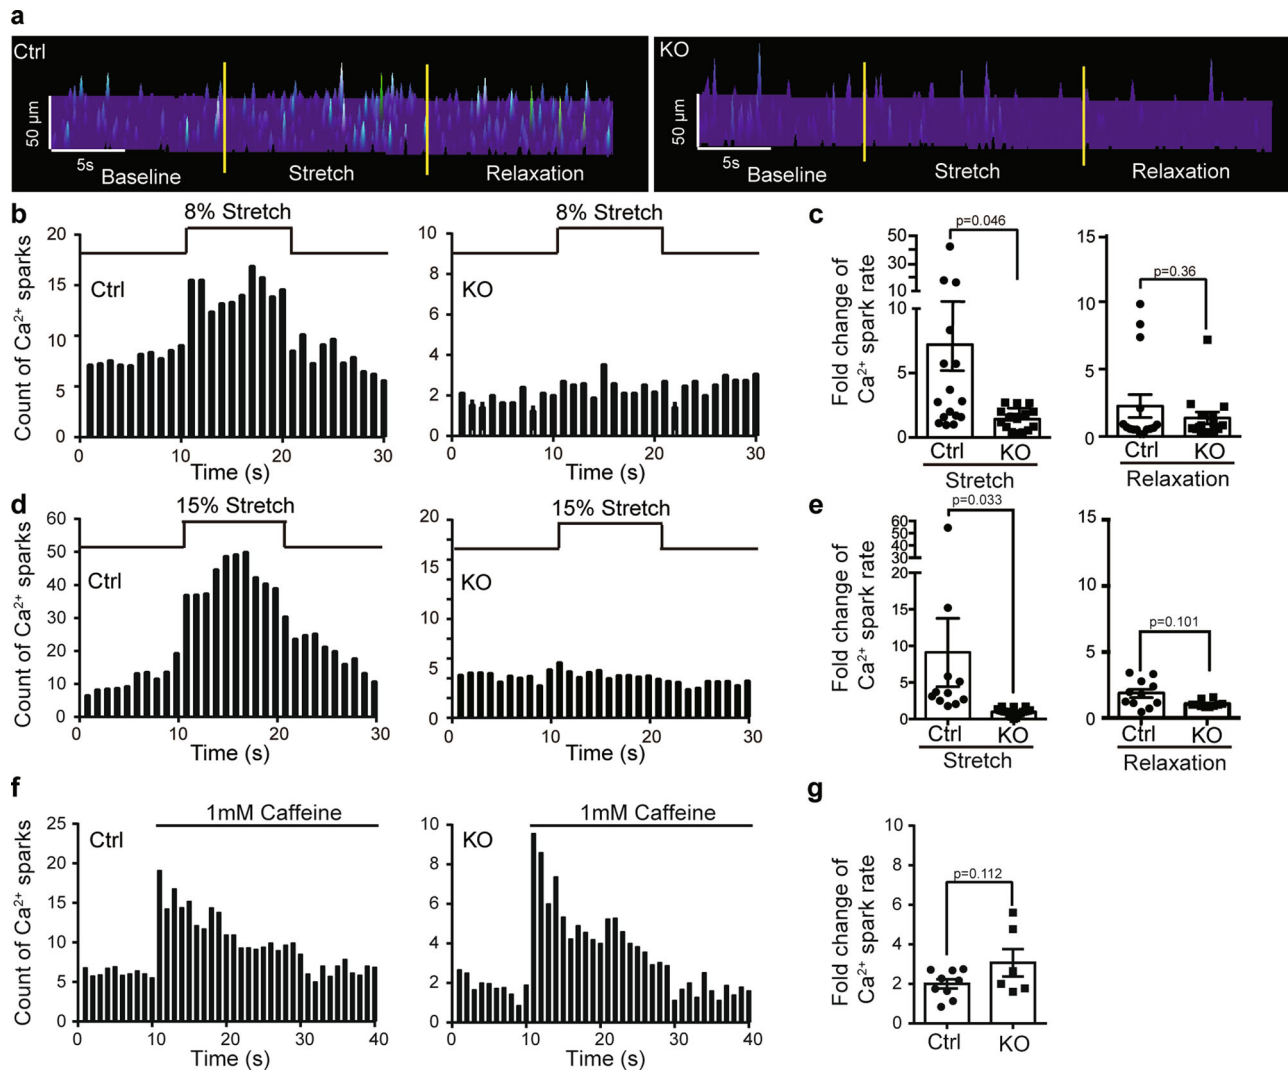 a
Ctrl
50 µm
5s
Baseline
Stretch
Relaxation
KO
50 µm
5s
Baseline
Stretch
Relaxation
b
8% Stretch
Count of Ca²⁺ sparks
20
15
10
5
0
Ctrl
0 10 20 30
Time (s)
8% Stretch
10
8
6
4
2
0
KO
0 10 20 30
Time (s)
c
Fold change of
Ca²⁺ spark rate
50
40
30
20
10
10
5
0
p=0.046
Ctrl KO
Stretch
15
10
5
0
p=0.36
Ctrl KO
Relaxation
d
15% Stretch
Count of Ca²⁺ sparks
60
50
40
30
20
10
0
Ctrl
0 10 20 30
Time (s)
15% Stretch
20
16
12
8
5
2
0
KO
0 10 20 30
Time (s)
e
Fold change of
Ca²⁺ spark rate
60
50
40
30
20
15
10
5
0
p=0.033
Ctrl KO
Stretch
15
10
5
0
p=0.101
Ctrl KO
Relaxation
f
1mM Caffeine
Count of Ca²⁺ sparks
25
20
15
10
5
0
Ctrl
0 10 20 30 40
Time (s)
1mM Caffeine
10
8
6
4
2
0
KO
0 10 20 30 40
Time (s)
g
Fold change of
Ca²⁺ spark rate
10
8
6
4
2
0
p=0.112
Ctrl KO